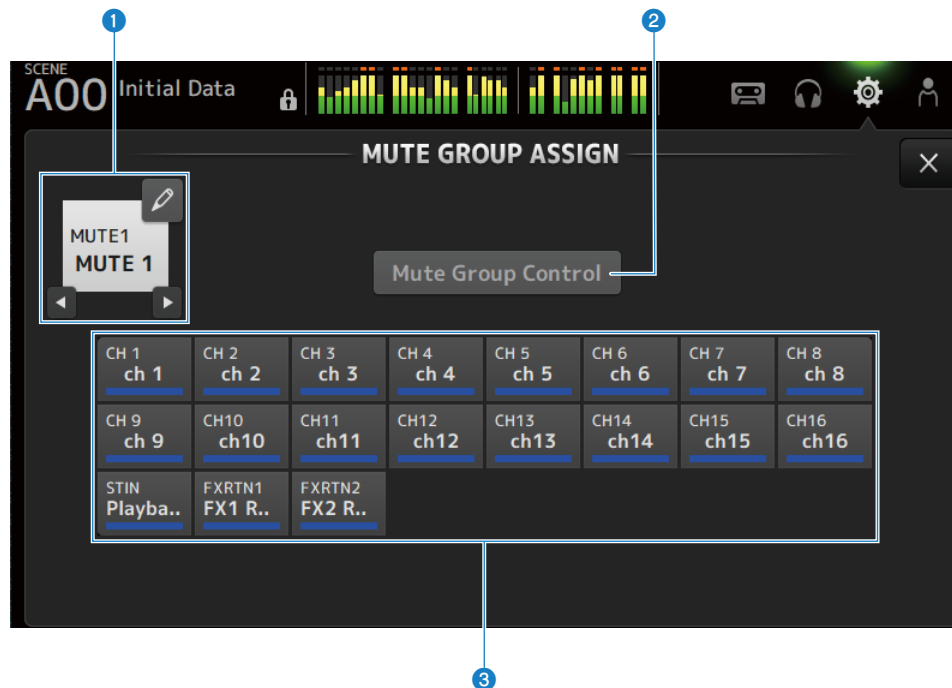 1 2
SCENE
A00 Initial Data
MUTE GROUP ASSIGN
MUTE1
MUTE 1
Mute Group Control
CH 1 CH 2 CH 3 CH 4 CH 5 CH 6 CH 7 CH 8
ch 1 ch 2 ch 3 ch 4 ch 5 ch 6 ch 7 ch 8
CH 9 CH10 CH11 CH12 CH13 CH14 CH15 CH16
ch 9 ch10 ch11 ch12 ch13 ch14 ch15 ch16
STIN FXRTN1 FXRTN2
Playba.. FX1 R.. FX2 R..
3